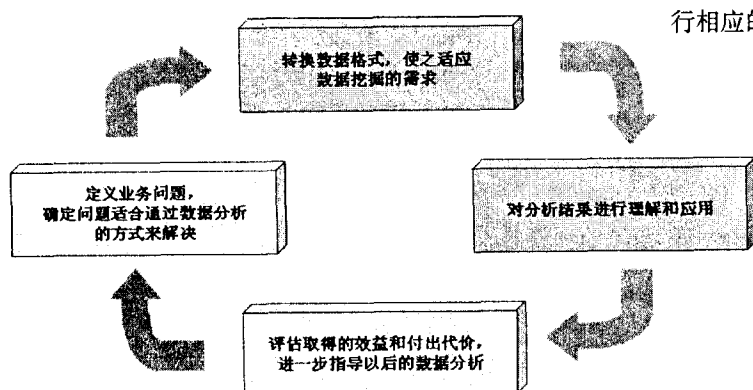 行相应的
转换数据格式，使之适应
数据挖掘的需求
定义业务问题，
确定问题适合通过数据分析
的方式来解决
对分析结果进行理解和应用
评估取得的效益和付出代价，
进一步指导以后的数据分析